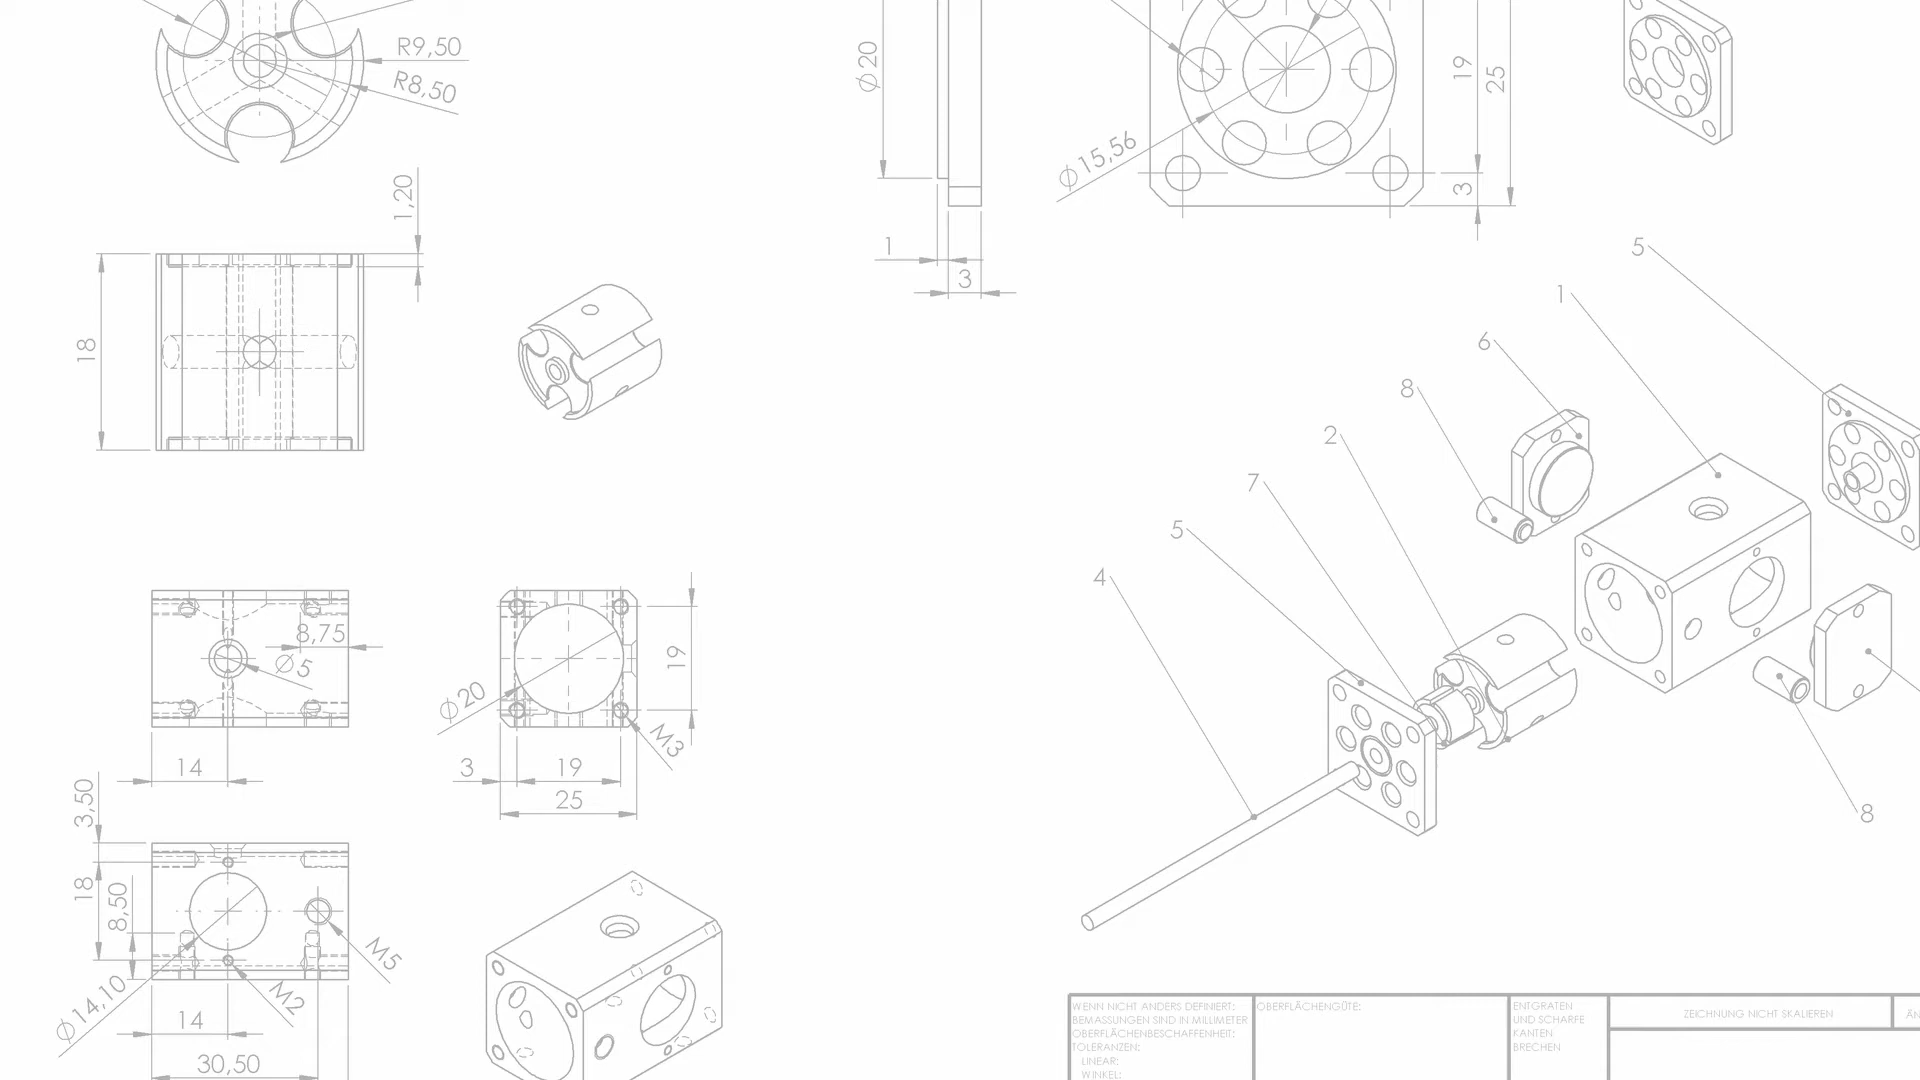 R9,50
R8,50
1,20
18
⌀20
1
3
⌀15,56
19
25
3
5
1
6
8
2
7
5
4
8
8,75
⌀5
14
⌀20
19
M3
3
19
25
3,50
18
8,50
⌀14,10
M5
M2
14
30,50
WENN NICHT ANDERS DEFINIERT:
BEMASSUNGEN SIND IN MILLIMETER
OBERFLÄCHENBESCHAFFENHEIT:
TOLERANZEN:
LINEAR:
WINKEL:
OBERFLÄCHENGÜTE:
ENTGRATEN
UND SCHARFE
KANTEN
BRECHEN
ZEICHNUNG NICHT SKALIEREN